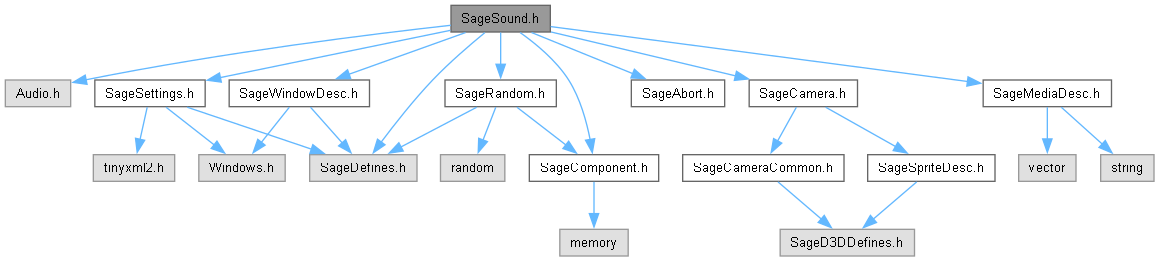 SageSound.h
Audio.h
SageSettings.h
SageWindowDesc.h
SageRandom.h
SageAbort.h
SageCamera.h
SageMediaDesc.h
tinyxml2.h
Windows.h
SageDefines.h
random
SageComponent.h
SageCameraCommon.h
SageSpriteDesc.h
vector
string
memory
SageD3DDefines.h